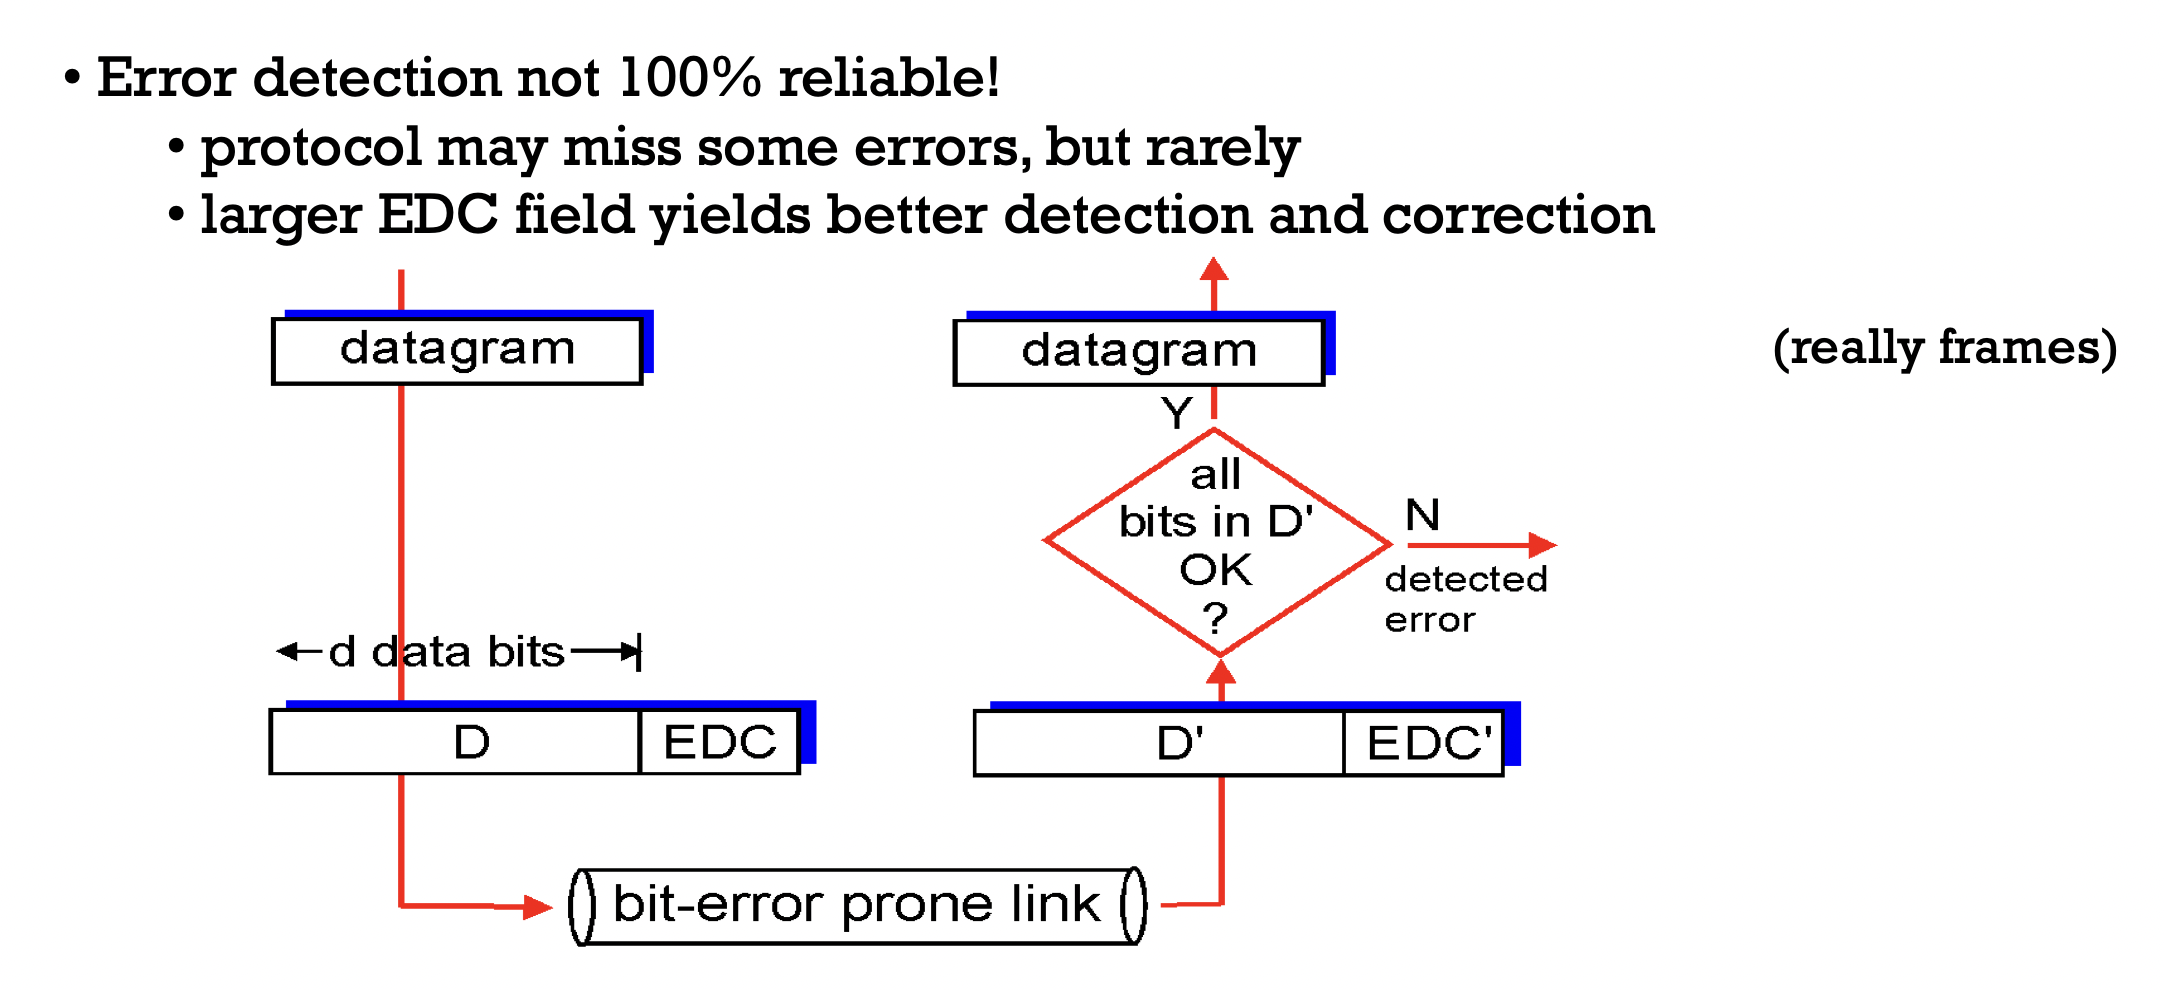 • Error detection not 100% reliable!
• protocol may miss some errors, but rarely
• larger EDC field yields better detection and correction
datagram
datagram
(really frames)
Y
all
bits in D'
OK
?
N
detected
error
d data bits
D
EDC
D'
EDC'
bit-error prone link